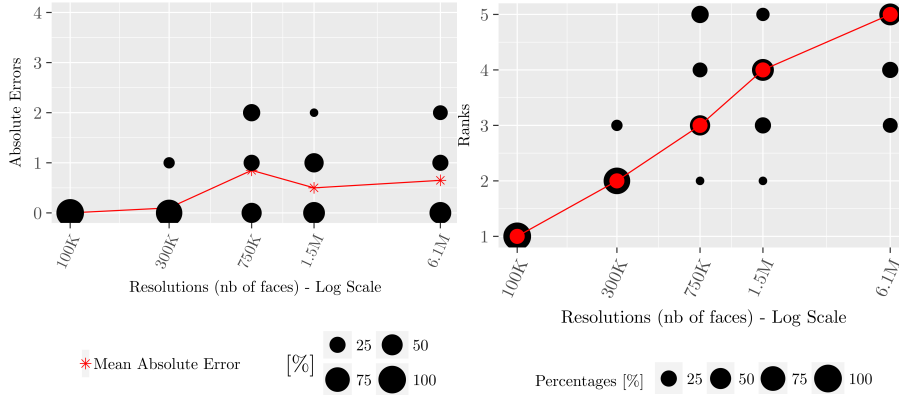 4
3
2
1
0
Absolute Errors
100K
300K
750K
1.5M
6.1M
Resolutions (nb of faces) - Log Scale
Mean Absolute Error
[%]
25
50
75
100
5
4
3
2
1
Ranks
100K
300K
750K
1.5M
6.1M
Resolutions (nb of faces) - Log Scale
Percentages [%]
25
50
75
100